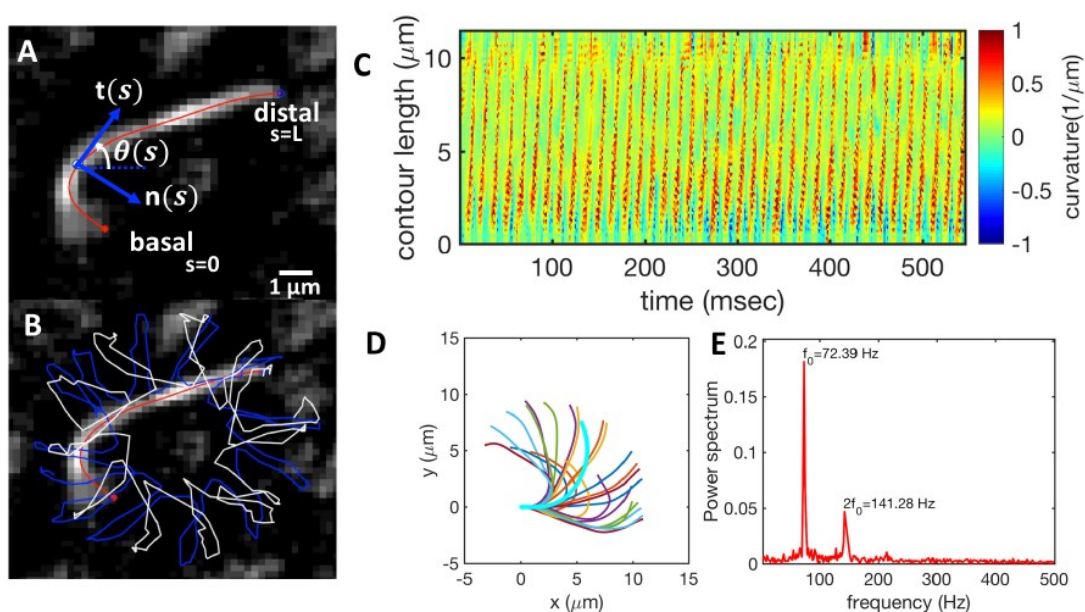 A
t(s)
θ(s)
distal
s=L
n(s)
basal
s=0
1 μm
B
C
contour length (μm)
10
5
0
100 200 300 400 500
time (msec)
1
0.5
0
-0.5
-1
curvature(1/μm)
D
y (μm)
15
10
5
0
-5
-5 0 5 10 15
x (μm)
E
Power spectrum
0.2
0.15
0.1
0.05
0
f0=72.39 Hz
2f0=141.28 Hz
100 200 300 400 500
frequency (Hz)